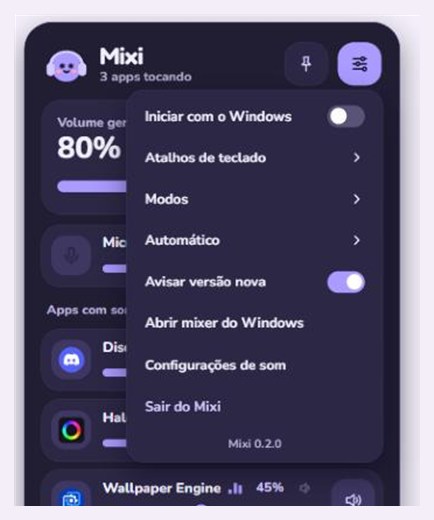 Mixi
3 apps tocando
Volume ger
80%
Iniciar com o Windows
Atalhos de teclado
Modos
Mic
Automático
Avisar versão nova
Apps com so
Abrir mixer do Windows
Disc
Configurações de som
Sair do Mixi
Hal
Mixi 0.2.0
Wallpaper Engine 45%